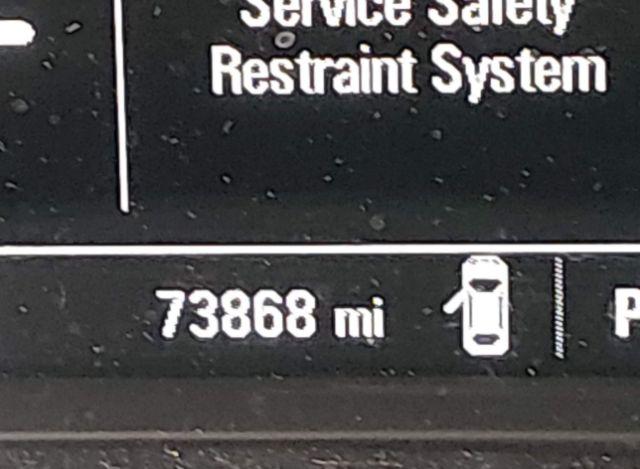 Service Safety
Restraint System
73868 mi
P